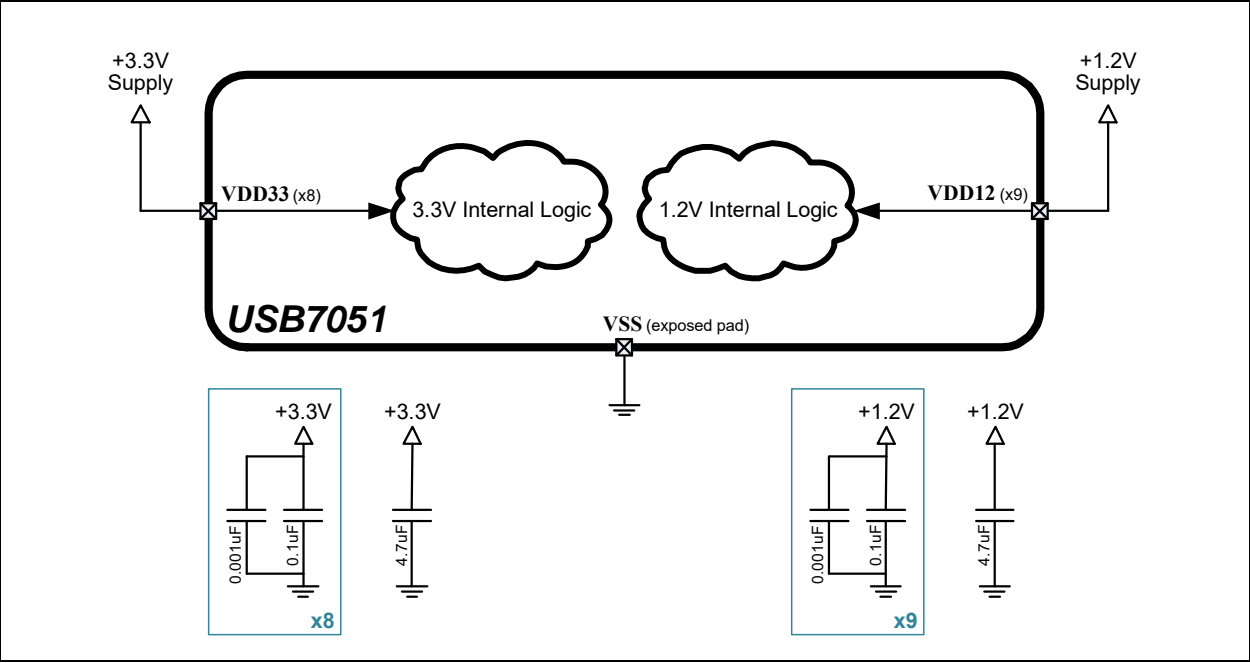 +3.3V
Supply
+1.2V
Supply
VDD33 (x8)
3.3V Internal Logic
1.2V Internal Logic
VDD12 (x9)
USB7051
VSS (exposed pad)
+3.3V
+3.3V
+1.2V
+1.2V
0.001uF
0.1uF
4.7uF
0.001uF
0.1uF
4.7uF
x8
x9